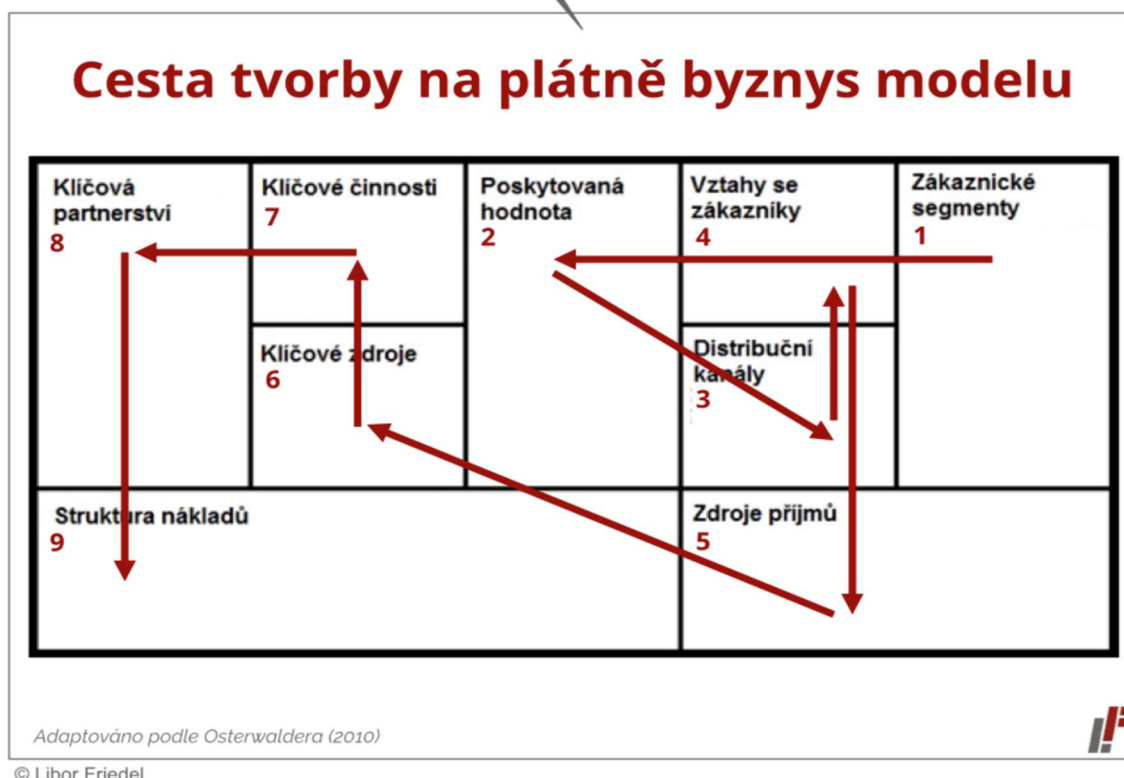 Cesta tvorby na plátně byznys modelu
Klíčová
partnerství
8
Klíčové činnosti
7
Poskytovaná
hodnota
2
Vztahy se
zákazníky
4
Zákaznické
segmenty
1
Klíčové zdroje
6
Distribuční
kanály
3
Struktura nákladů
9
Zdroje příjmů
5
Adaptováno podle Osterwaldera (2010)
© Libor Friedel